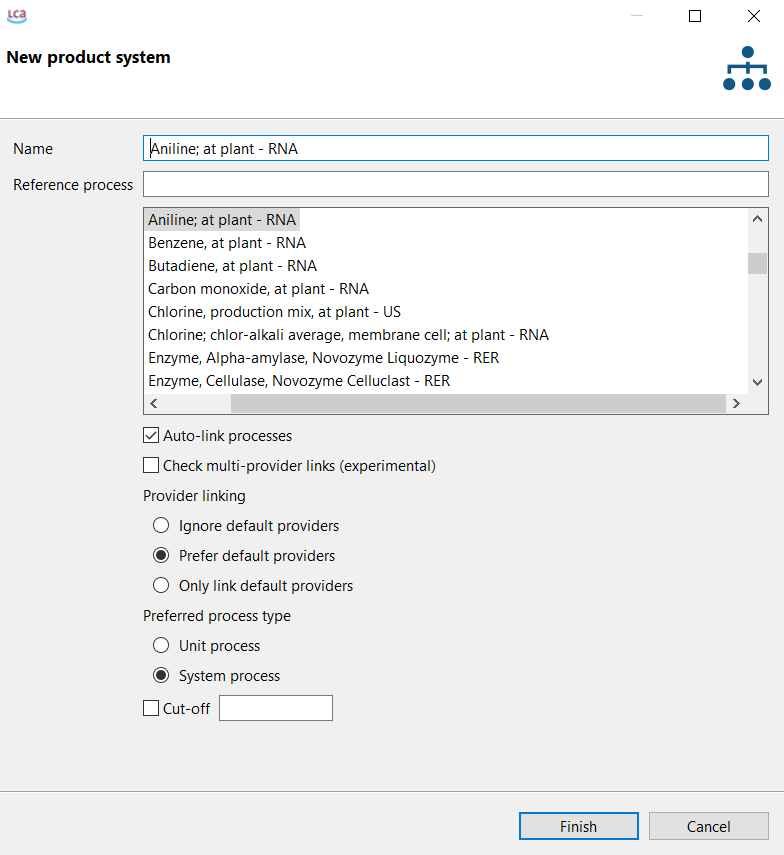 LCA
New product system
Name
Aniline; at plant - RNA
Reference process
Aniline; at plant - RNA
Benzene, at plant - RNA
Butadiene, at plant - RNA
Carbon monoxide, at plant - RNA
Chlorine, production mix, at plant - US
Chlorine; chlor-alkali average, membrane cell; at plant - RNA
Enzyme, Alpha-amylase, Novozyme Liquozyme - RER
Enzyme, Cellulase, Novozyme Celluclast - RER
Auto-link processes
Check multi-provider links (experimental)
Provider linking
Ignore default providers
Prefer default providers
Only link default providers
Preferred process type
Unit process
System process
Cut-off
Finish
Cancel